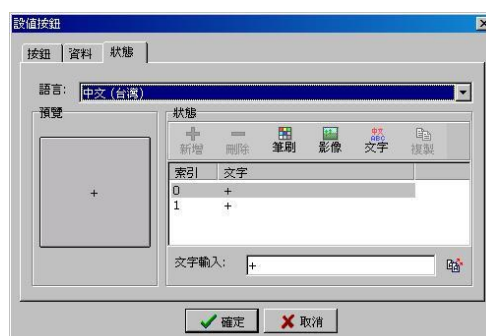 設值按鈕
按鈕 資料 狀態
語言: 中文 (台灣)
預覽
+
狀態
新增 刪除 筆刷 影像 文字 複製
索引 文字
0 +
1 +
文字輸入: +
確定 取消